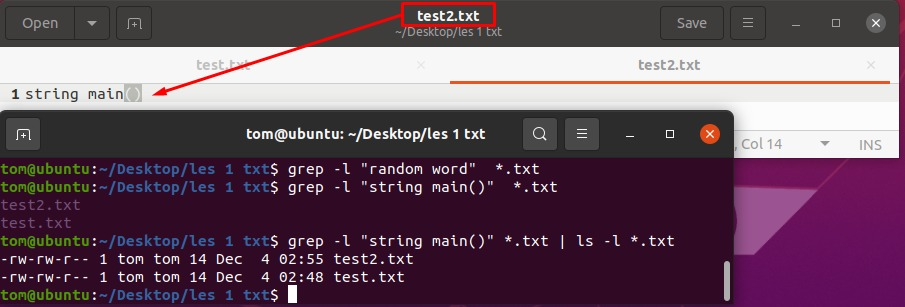 Open
test2.txt
Save
~/Desktop/les 1 txt
test.txt
test2.txt
1 string main()
tom@ubuntu: ~/Desktop/les 1 txt
, Col 14
INS
tom@ubuntu:~/Desktop/les 1 txt$ grep -l "random word"  *.txt
tom@ubuntu:~/Desktop/les 1 txt$ grep -l "string main()"  *.txt
test2.txt
test.txt
tom@ubuntu:~/Desktop/les 1 txt$ grep -l "string main()" *.txt | ls -l *.txt
-rw-rw-r-- 1 tom tom 14 Dec  4 02:55 test2.txt
-rw-rw-r-- 1 tom tom 14 Dec  4 02:48 test.txt
tom@ubuntu:~/Desktop/les 1 txt$